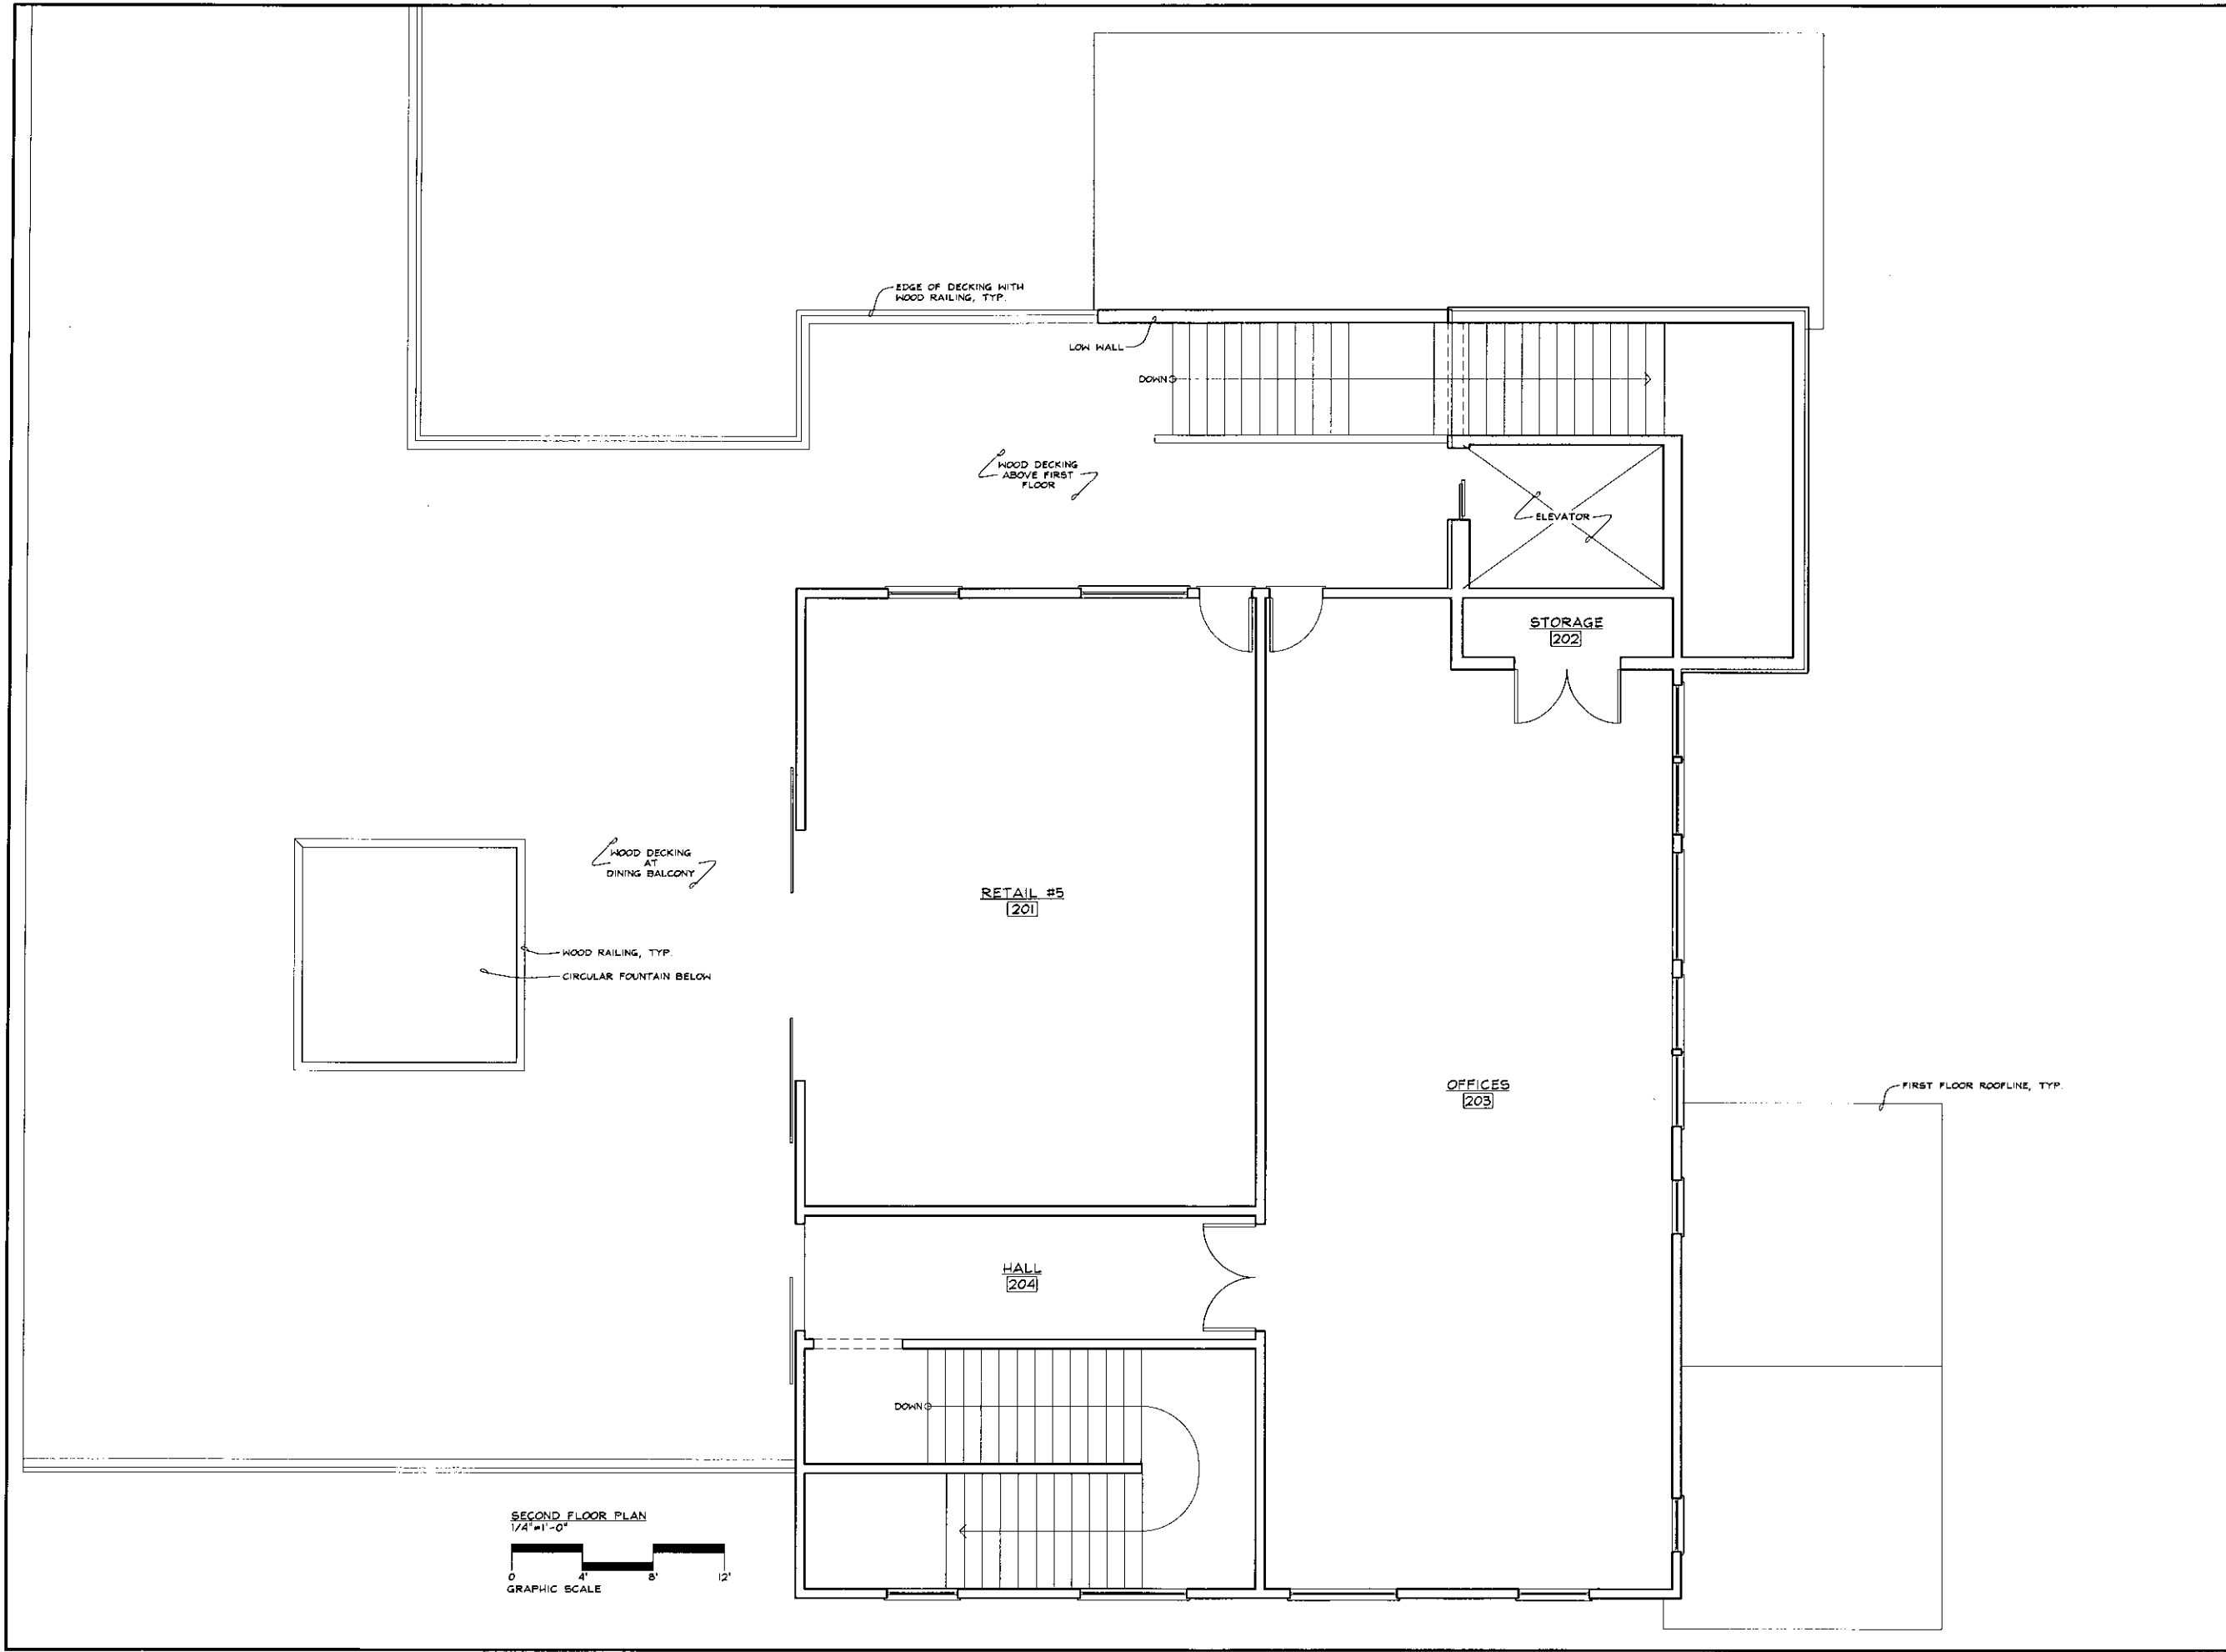 EDGE OF DECKING WITH
WOOD RAILING, TYP.
LOW WALL
DOWN
WOOD DECKING
ABOVE FIRST
FLOOR
ELEVATOR
STORAGE
202
WOOD DECKING
AT
DINING BALCONY
RETAIL #5
201
WOOD RAILING, TYP.
CIRCULAR FOUNTAIN BELOW
OFFICES
203
FIRST FLOOR ROOFLINE, TYP.
HALL
204
DOWN
SECOND FLOOR PLAN
1/4"=1'-0"
0 4' 8' 12'
GRAPHIC SCALE